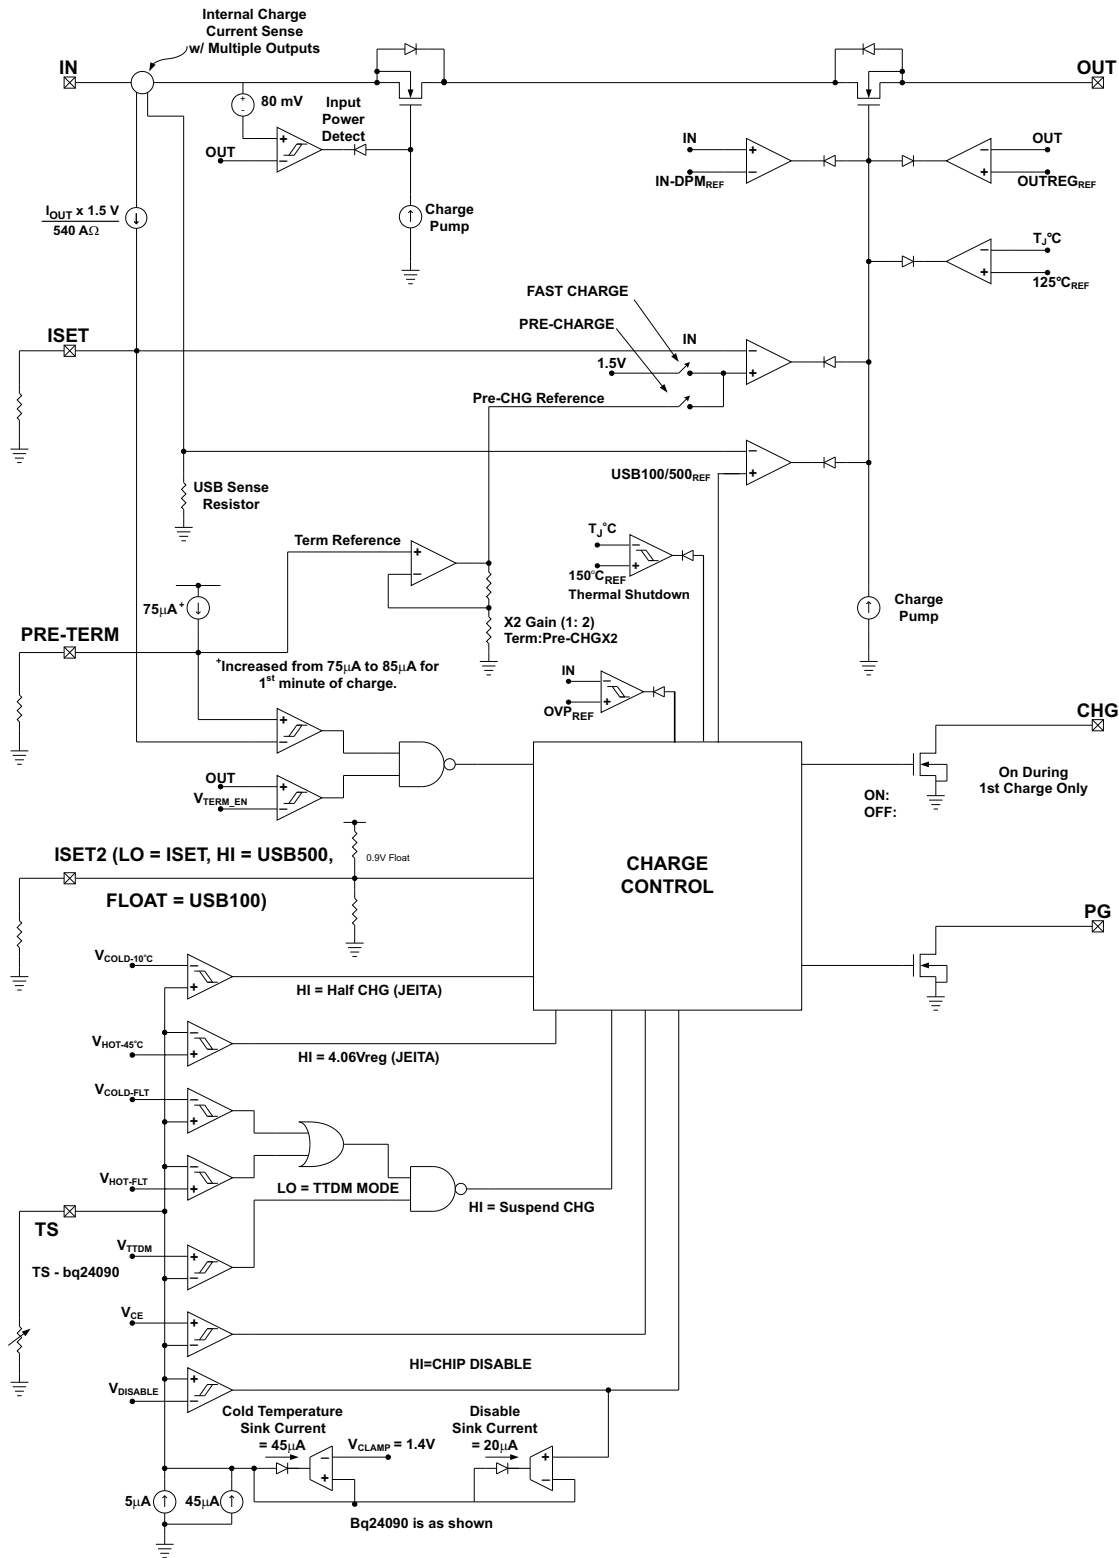 Internal Charge
Current Sense
w/ Multiple Outputs
IN
OUT
80 mV
+
-
Input
Power
Detect
+
OUT
−
IN
+
IN-DPM_REF
−
OUT
−
OUTREG_REF
+
I_OUT x 1.5 V
540 AΩ
Charge
Pump
T_J°C
−
125°C_REF
+
FAST CHARGE
PRE-CHARGE
ISET
IN
−
1.5V
+
Pre-CHG Reference
−
USB100/500_REF
+
USB Sense
Resistor
Term Reference
+
−
T_J°C
−
150°C_REF
+
Thermal Shutdown
75μA⁺
X2 Gain (1: 2)
Term:Pre-CHGX2
Charge
Pump
PRE-TERM
⁺Increased from 75μA to 85μA for
1st minute of charge.
IN
−
OVP_REF
+
CHG
+
−
OUT
+
V_TERM_EN
−
On During
1st Charge Only
ON:
OFF:
ISET2 (LO = ISET, HI = USB500,
FLOAT = USB100)
0.9V Float
CHARGE
CONTROL
PG
V_COLD-10°C
−
+
HI = Half CHG (JEITA)
−
V_HOT-45°C
+
HI = 4.06Vreg (JEITA)
V_COLD-FLT
−
+
−
V_HOT-FLT
+
LO = TTDM MODE
HI = Suspend CHG
TS
V_TTDM
+
−
TS - bq24090
V_CE
+
−
HI=CHIP DISABLE
+
V_DISABLE
−
Cold Temperature
Sink Current
= 45μA
V_CLAMP = 1.4V
−
+
Disable
Sink Current
= 20μA
+
−
5μA
45μA
Bq24090 is as shown